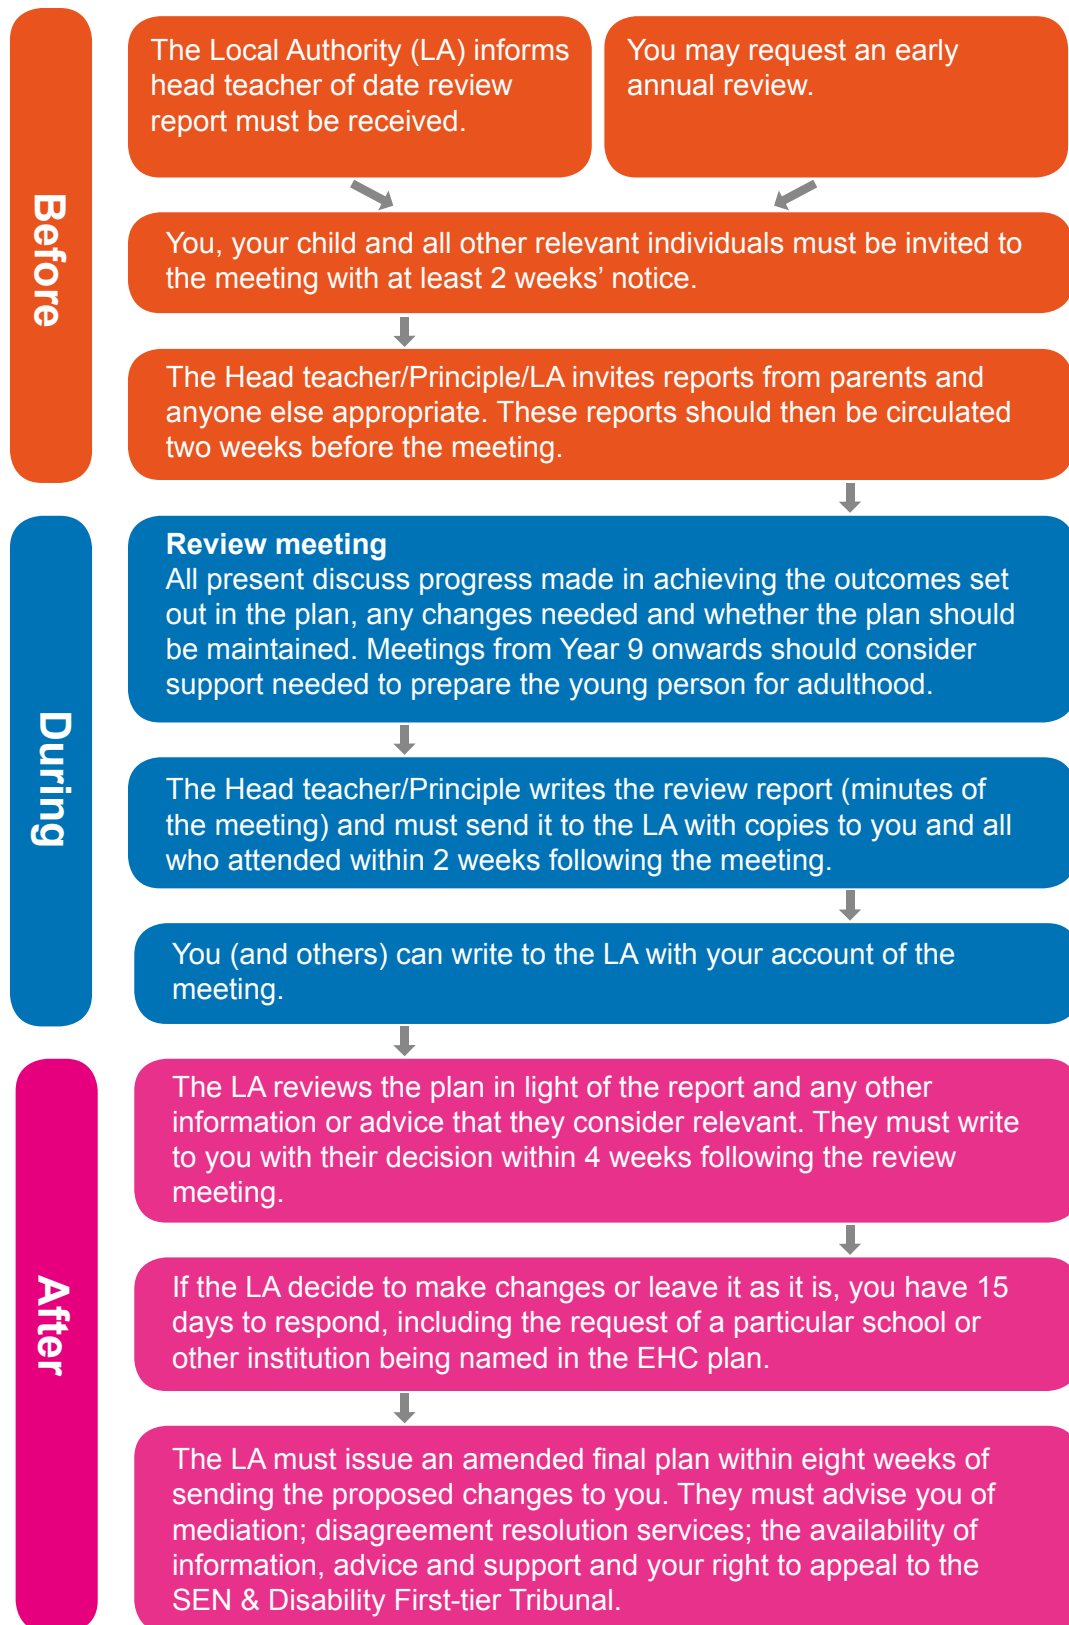 Before
The Local Authority (LA) informs
head teacher of date review
report must be received.
You may request an early
annual review.
You, your child and all other relevant individuals must be invited to
the meeting with at least 2 weeks’ notice.
The Head teacher/Principle/LA invites reports from parents and
anyone else appropriate. These reports should then be circulated
two weeks before the meeting.
During
Review meeting
All present discuss progress made in achieving the outcomes set
out in the plan, any changes needed and whether the plan should
be maintained. Meetings from Year 9 onwards should consider
support needed to prepare the young person for adulthood.
The Head teacher/Principle writes the review report (minutes of
the meeting) and must send it to the LA with copies to you and all
who attended within 2 weeks following the meeting.
You (and others) can write to the LA with your account of the
meeting.
After
The LA reviews the plan in light of the report and any other
information or advice that they consider relevant. They must write
to you with their decision within 4 weeks following the review
meeting.
If the LA decide to make changes or leave it as it is, you have 15
days to respond, including the request of a particular school or
other institution being named in the EHC plan.
The LA must issue an amended final plan within eight weeks of
sending the proposed changes to you. They must advise you of
mediation; disagreement resolution services; the availability of
information, advice and support and your right to appeal to the
SEN & Disability First-tier Tribunal.